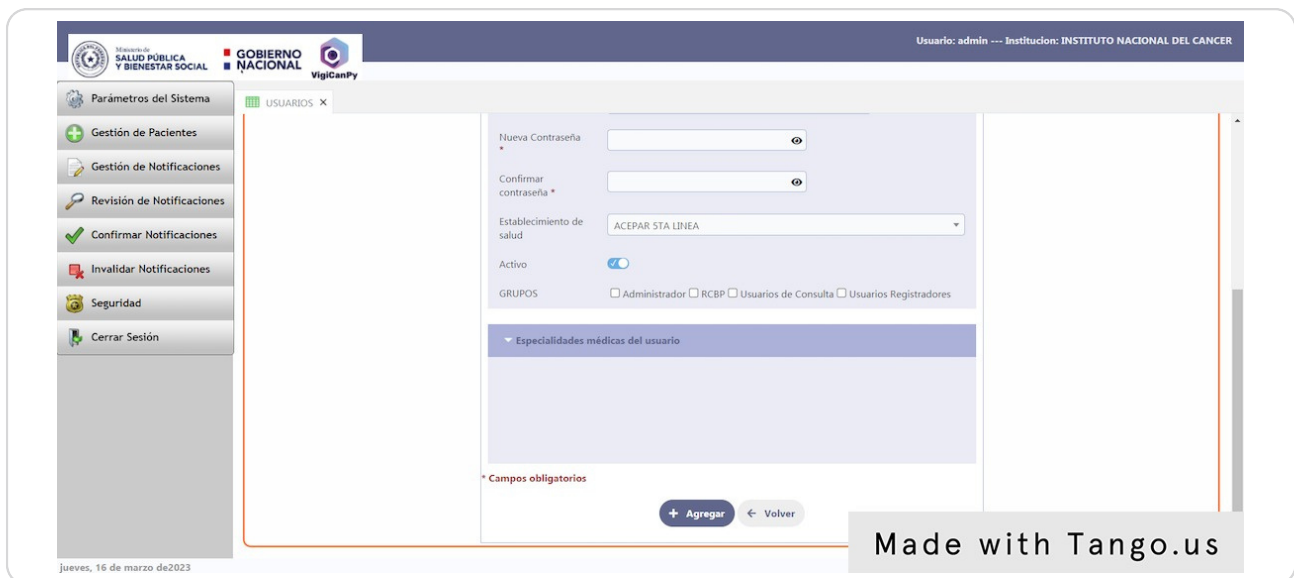 Ministerio de
SALUD PÚBLICA
Y BIENESTAR SOCIAL
GOBIERNO
NACIONAL
VigiCanPy
Usuario: admin --- Institucion: INSTITUTO NACIONAL DEL CANCER
Parámetros del Sistema
Gestión de Pacientes
Gestión de Notificaciones
Revisión de Notificaciones
Confirmar Notificaciones
Invalidar Notificaciones
Seguridad
Cerrar Sesión
USUARIOS ×
Nueva Contraseña
*
Confirmar
contraseña *
Establecimiento de
salud
ACEPAR 5TA LINEA
Activo
GRUPOS
Administrador RCBP Usuarios de Consulta Usuarios Registradores
Especialidades médicas del usuario
* Campos obligatorios
+ Agregar
← Volver
Made with Tango.us
jueves, 16 de marzo de2023